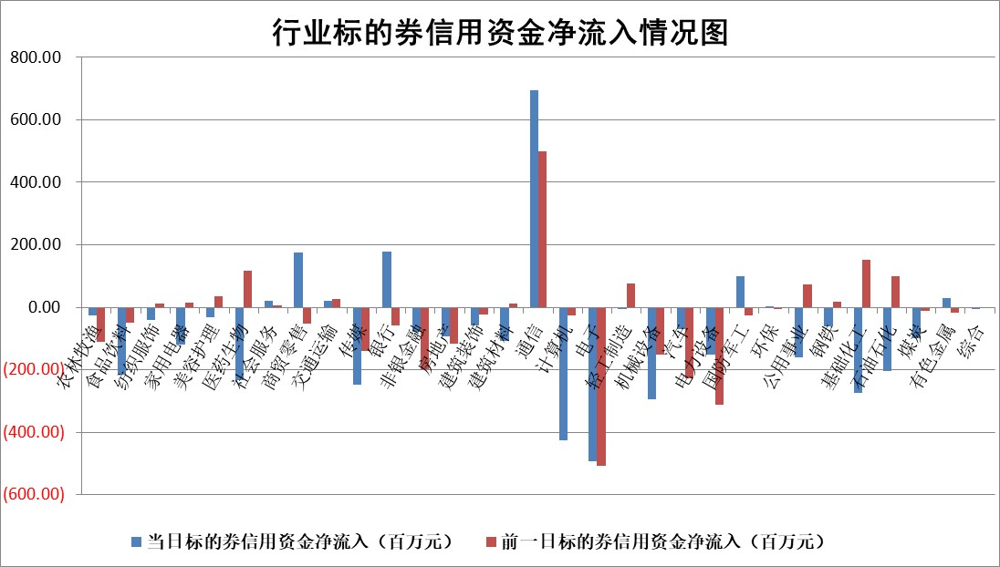 行业标的券信用资金净流入情况图
800.00
600.00
400.00
200.00
0.00
(200.00)
(400.00)
(600.00)
农林牧渔
食品饮料
纺织服饰
家用电器
美容护理
医药生物
社会服务
商贸零售
交通运输
传媒
银行
非银金融
房地产
建筑装饰
建筑材料
通信
计算机
电子
轻工制造
机械设备
汽车
电力设备
国防军工
环保
公用事业
钢铁
基础化工
石油石化
煤炭
有色金属
综合
当日标的券信用资金净流入（百万元）
前一日标的券信用资金净流入（百万元）